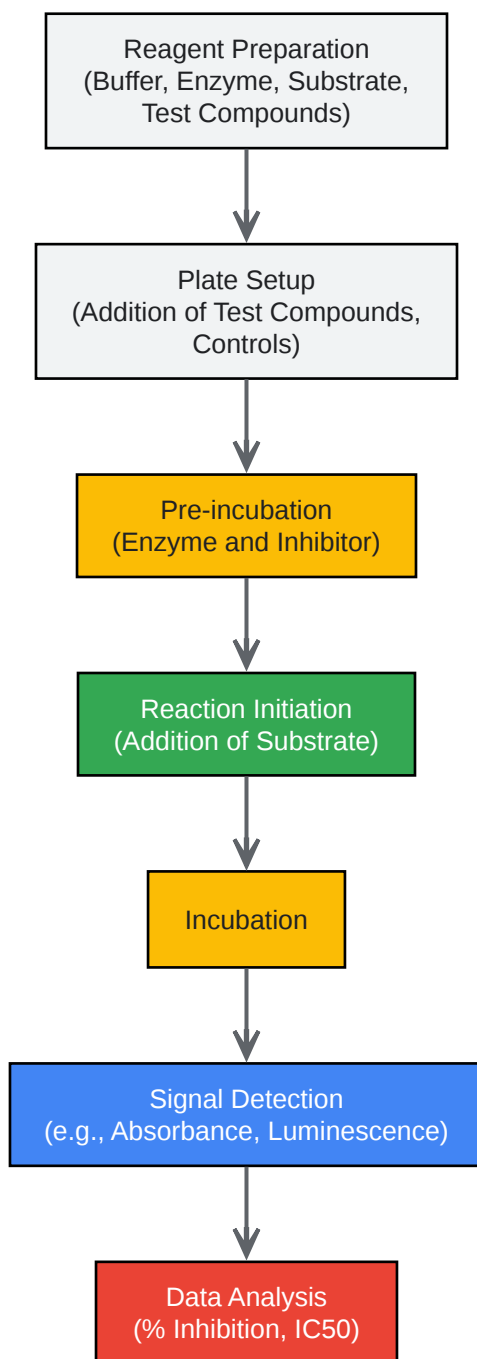 Reagent Preparation
(Buffer, Enzyme, Substrate,
Test Compounds)
Plate Setup
(Addition of Test Compounds,
Controls)
Pre-incubation
(Enzyme and Inhibitor)
Reaction Initiation
(Addition of Substrate)
Incubation
Signal Detection
(e.g., Absorbance, Luminescence)
Data Analysis
(% Inhibition, IC50)